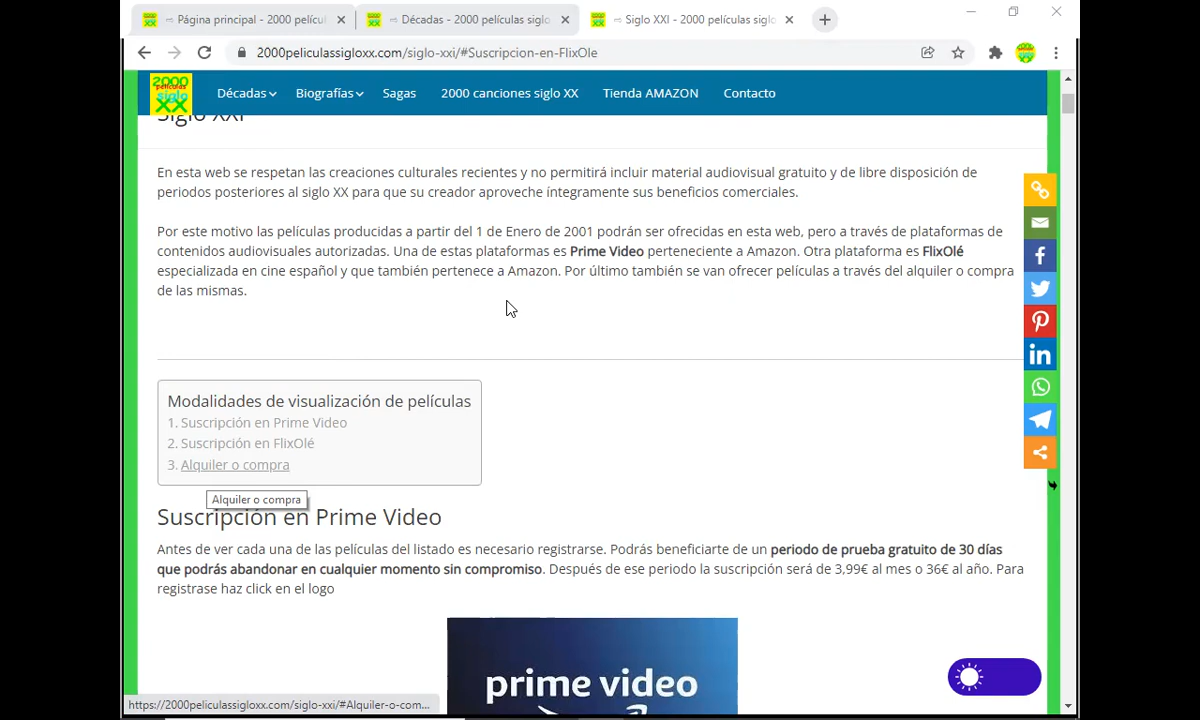 Página principal - 2000 pelícu
Décadas - 2000 películas siglo
Siglo XXI - 2000 películas siglo
2000peliculassigloxx.com/siglo-xxi/#Suscripcion-en-FlixOle
2000
películas
siglo
XX
Décadas
Biografías
Sagas
2000 canciones siglo XX
Tienda AMAZON
Contacto
Siglo XXI
En esta web se respetan las creaciones culturales recientes y no permitirá incluir material audiovisual gratuito y de libre disposición de
periodos posteriores al siglo XX para que su creador aproveche íntegramente sus beneficios comerciales.
Por este motivo las películas producidas a partir del 1 de Enero de 2001 podrán ser ofrecidas en esta web, pero a través de plataformas de
contenidos audiovisuales autorizadas. Una de estas plataformas es Prime Video perteneciente a Amazon. Otra plataforma es FlixOlé
especializada en cine español y que también pertenece a Amazon. Por último también se van ofrecer películas a través del alquiler o compra
de las mismas.
Modalidades de visualización de películas
1. Suscripción en Prime Video
2. Suscripción en FlixOlé
3. Alquiler o compra
Alquiler o compra
Suscripción en Prime Video
Antes de ver cada una de las películas del listado es necesario registrarse. Podrás beneficiarte de un periodo de prueba gratuito de 30 días
que podrás abandonar en cualquier momento sin compromiso. Después de ese periodo la suscripción será de 3,99€ al mes o 36€ al año. Para
registrase haz click en el logo
prime video
https://2000peliculassigloxx.com/siglo-xxi/#Alquiler-o-com...